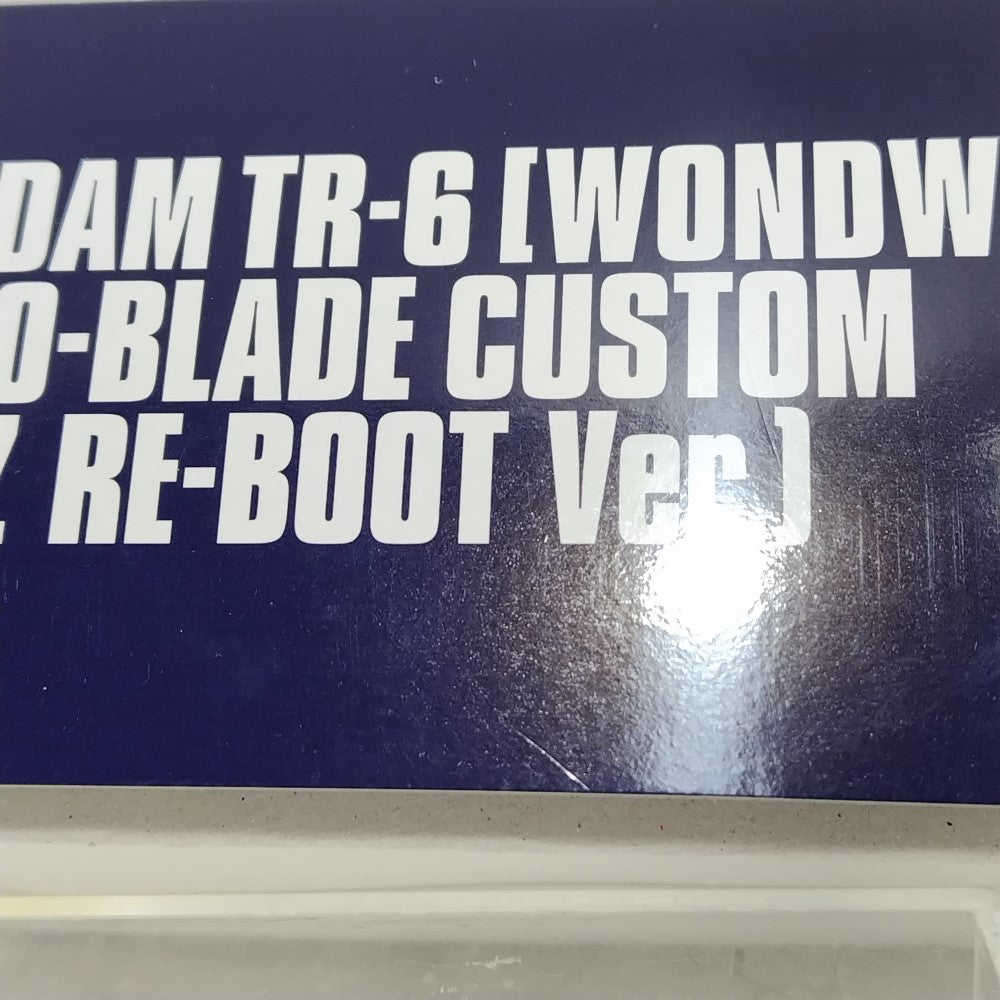 DAM TR-6 [WONDW
O-BLADE CUSTOM
RE-BOOT Ver.]